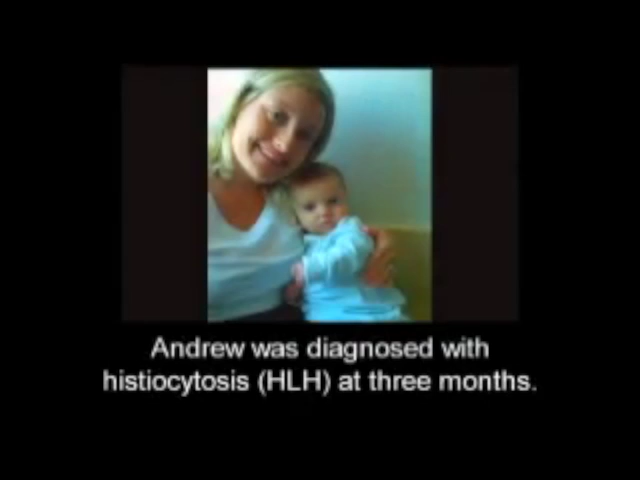 Andrew was diagnosed with
histiocytosis (HLH) at three months.